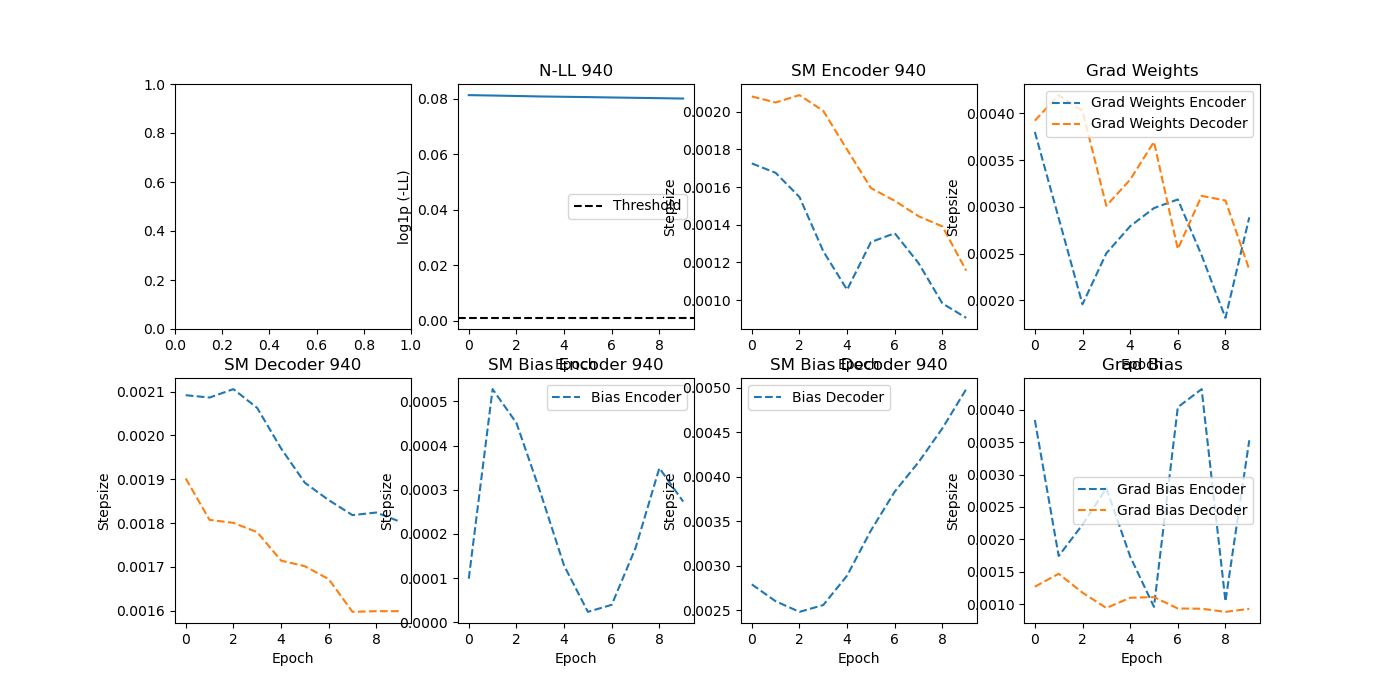 N-LL 940
SM Encoder 940
Grad Weights
1.0
0.8
0.6
0.4
0.2
0.0
0.0 0.2 0.4 0.6 0.8 1.0
log1p (-LL)
0.08
0.06
0.04
0.02
0.00
Threshold
0 2 4 6 8
Epoch
Stepsize
0.0020
0.0018
0.0016
0.0014
0.0012
0.0010
0 2 4 6 8
Epoch
Stepsize
0.0040
0.0035
0.0030
0.0025
0.0020
Grad Weights Encoder
Grad Weights Decoder
0 2 4 6 8
Epoch
SM Decoder 940
SM Bias Encoder 940
SM Bias Decoder 940
Grad Bias
Stepsize
0.0021
0.0020
0.0019
0.0018
0.0017
0.0016
0 2 4 6 8
Epoch
Stepsize
0.0005
0.0004
0.0003
0.0002
0.0001
0.0000
Bias Encoder
0 2 4 6 8
Epoch
Stepsize
0.0050
0.0045
0.0040
0.0035
0.0030
0.0025
Bias Decoder
0 2 4 6 8
Epoch
Stepsize
0.0040
0.0035
0.0030
0.0025
0.0020
0.0015
0.0010
Grad Bias Encoder
Grad Bias Decoder
0 2 4 6 8
Epoch